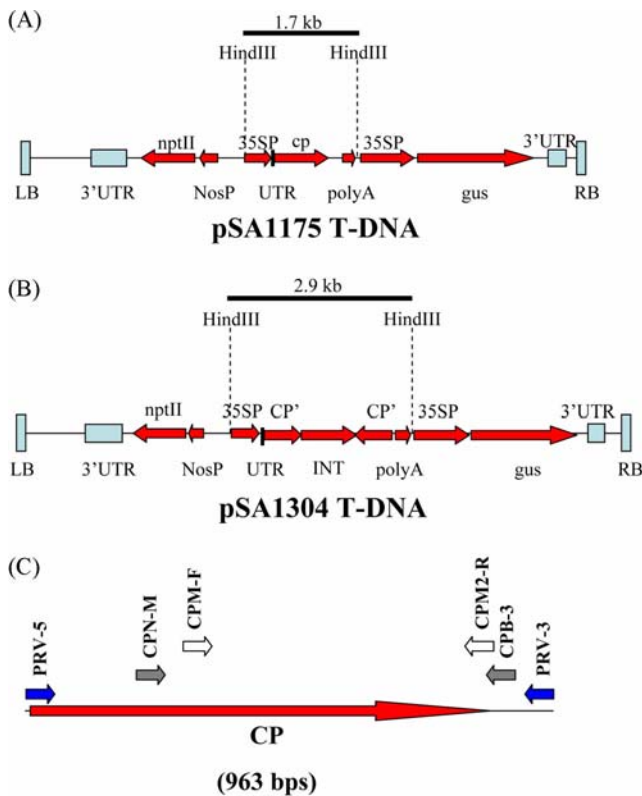 (A)
1.7 kb
HindIII HindIII
nptII 35SP cp 35SP 3'UTR
LB 3'UTR NosP UTR polyA gus RB
pSA1175 T-DNA
(B)
2.9 kb
HindIII HindIII
nptII 35SP CP' CP' 35SP 3'UTR
LB 3'UTR NosP UTR INT polyA gus RB
pSA1304 T-DNA
(C)
PRV-5
CPN-M
CPM-F
CPM2-R
CPB-3
PRV-3
CP
(963 bps)